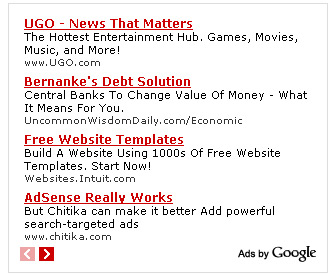 UGO - News That Matters
The Hottest Entertainment Hub. Games, Movies,
Music, and More!
www.UGO.com
Bernanke's Debt Solution
Central Banks To Change Value Of Money - What
It Means For You.
UncommonWisdomDaily.com/Economic
Free Website Templates
Build A Website Using 1000s Of Free Website
Templates. Start Now!
Websites.Intuit.com
AdSense Really Works
But Chitika can make it better Add powerful
search-targeted ads
www.chitika.com
Ads by Google